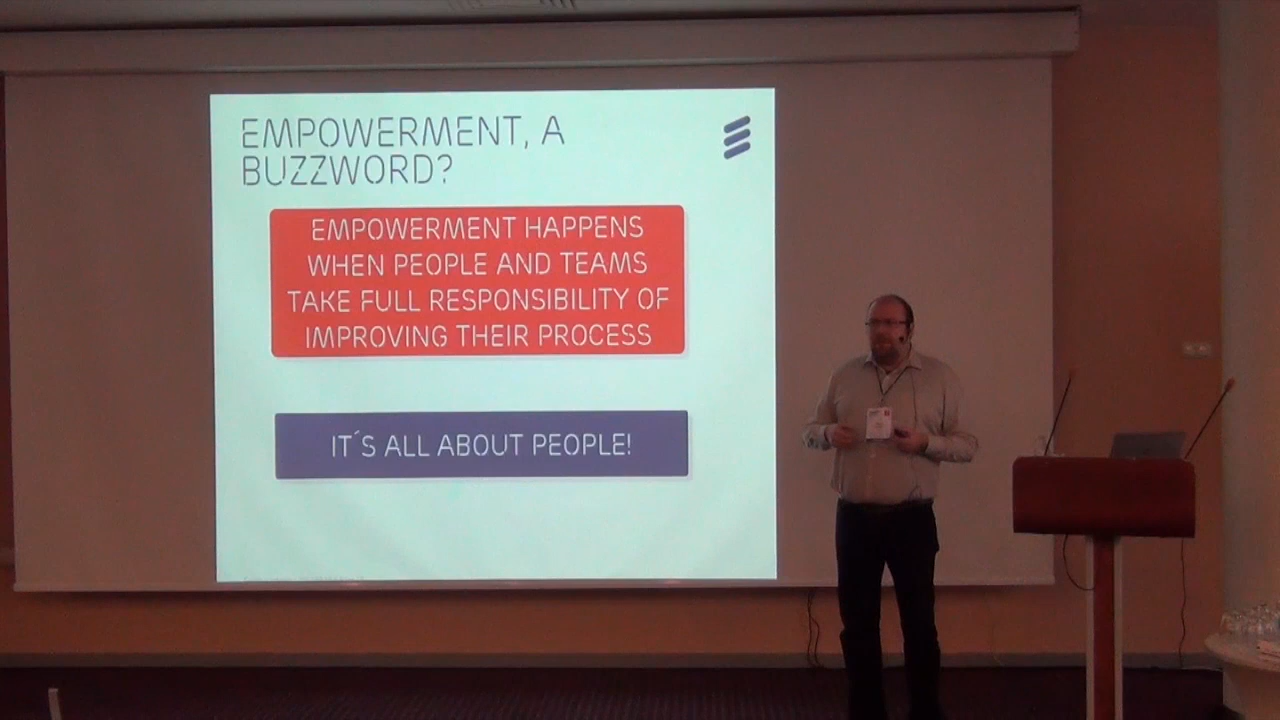 EMPOWERMENT, A
BUZZWORD?
EMPOWERMENT HAPPENS
WHEN PEOPLE AND TEAMS
TAKE FULL RESPONSIBILITY OF
IMPROVING THEIR PROCESS
IT´S ALL ABOUT PEOPLE!